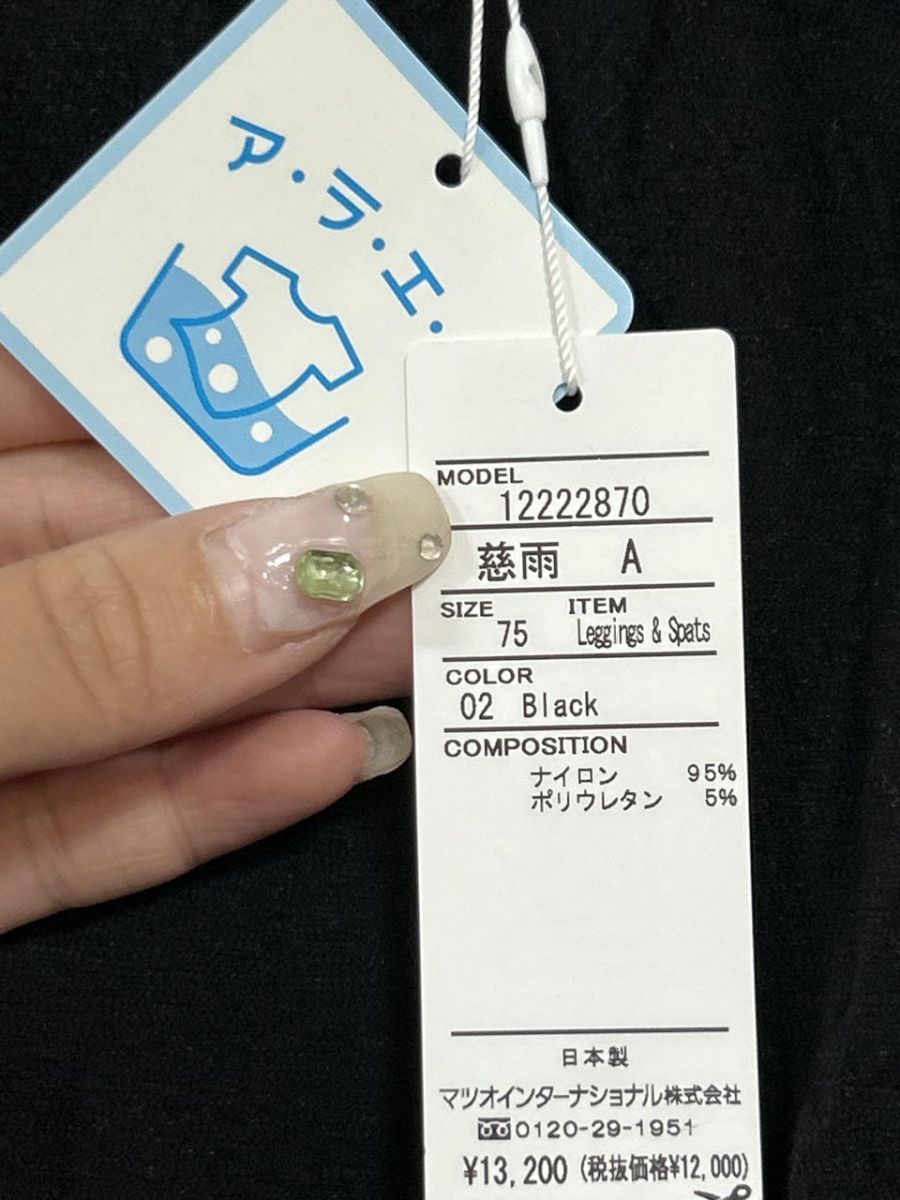 ア・ラ・エ・
MODEL
12222870
慈雨 A
SIZE ITEM
75 Leggings & Spats
COLOR
02 Black
COMPOSITION
ナイロン 95%
ポリウレタン 5%
日本製
マツオインターナショナル株式会社
0120-29-1951
¥13,200 (税抜価格¥12,000)